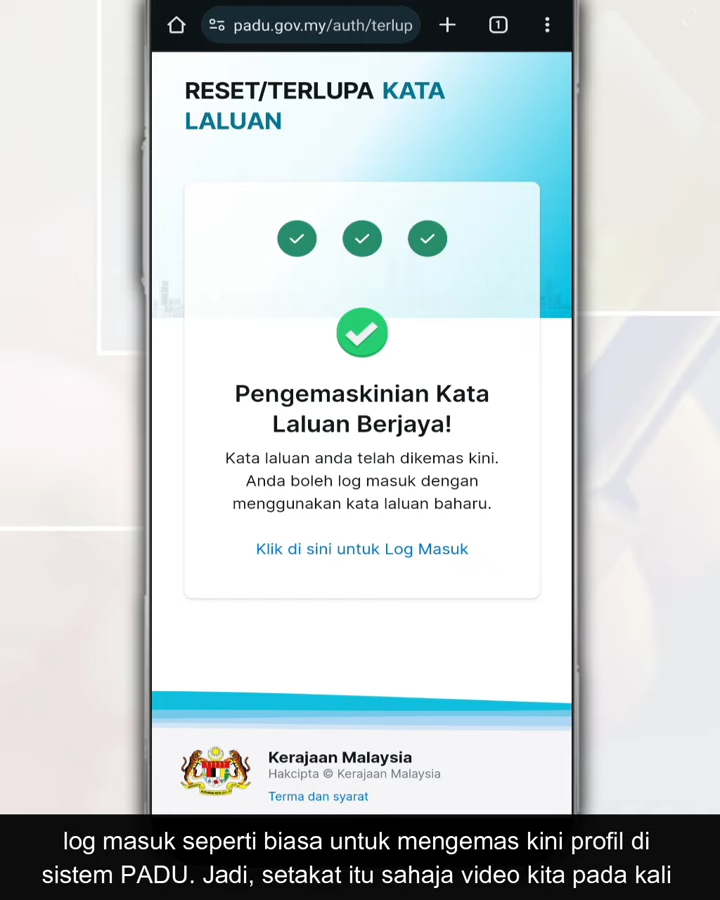 padu.gov.my/auth/terlup
1
RESET/TERLUPA KATA
LALUAN
Pengemaskinian Kata
Laluan Berjaya!
Kata laluan anda telah dikemas kini.
Anda boleh log masuk dengan
menggunakan kata laluan baharu.
Klik di sini untuk Log Masuk
Kerajaan Malaysia
Hakcipta © Kerajaan Malaysia
Terma dan syarat
log masuk seperti biasa untuk mengemas kini profil di
sistem PADU. Jadi, setakat itu sahaja video kita pada kali